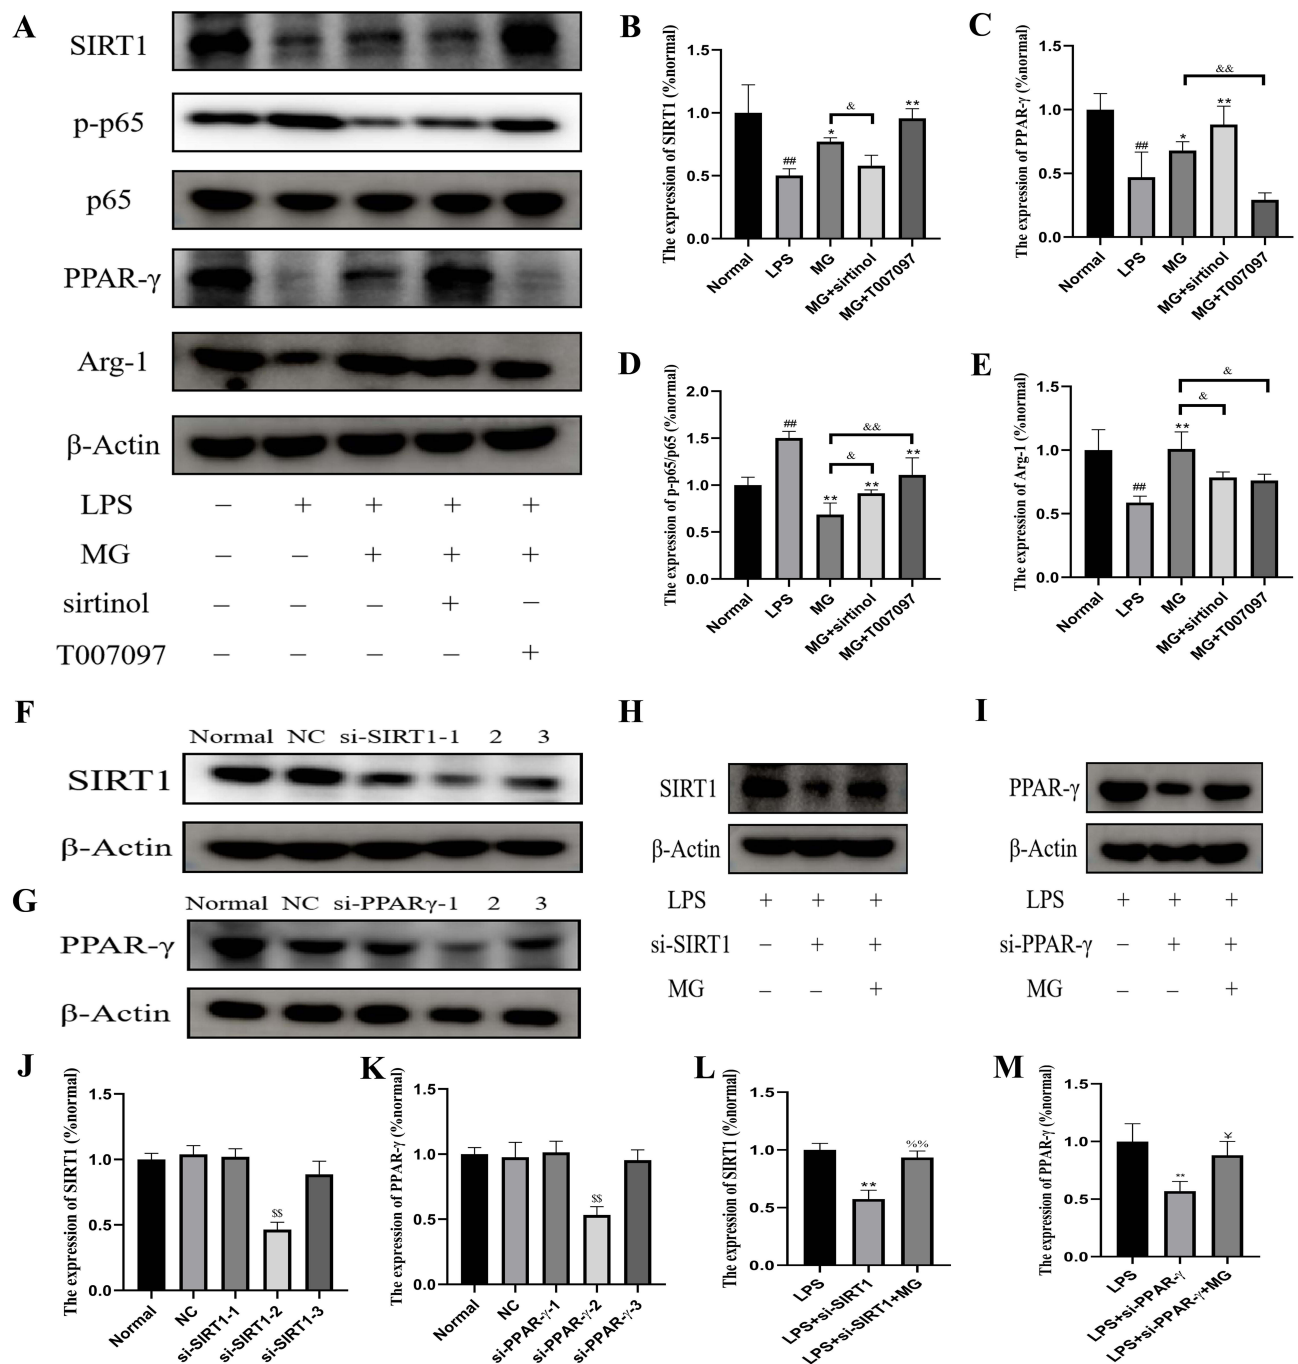 A
SIRT1
p-p65
p65
PPAR-γ
Arg-1
β-Actin
LPS – + + + +
MG – – + + +
sirtinol – – – + –
T007097 – – – – +
B
The expression of SIRT1 (%normal)
1.5
1.0
0.5
0.0
##
*
&
**
Normal
LPS
MG
MG+sirtinol
MG+T007097
C
The expression of PPAR-γ (%normal)
1.5
1.0
0.5
0.0
##
*
**
&&
Normal
LPS
MG
MG+sirtinol
MG+T007097
D
The expression of p-p65/p65 (%normal)
2.0
1.5
1.0
0.5
0.0
##
**
&
**
&&
**
Normal
LPS
MG
MG+sirtinol
MG+T007097
E
The expression of Arg-1 (%normal)
1.5
1.0
0.5
0.0
##
**
&
&
Normal
LPS
MG
MG+sirtinol
MG+T007097
F
Normal NC si-SIRT1-1 2 3
SIRT1
β-Actin
G
Normal NC si-PPARγ-1 2 3
PPAR-γ
β-Actin
H
SIRT1
β-Actin
LPS + + +
si-SIRT1 – + +
MG – – +
I
PPAR-γ
β-Actin
LPS + + +
si-PPAR-γ – + +
MG – – +
J
The expression of SIRT1 (%normal)
1.5
1.0
0.5
0.0
$$
Normal
NC
si-SIRT1-1
si-SIRT1-2
si-SIRT1-3
K
The expression of PPAR-γ (%normal)
1.5
1.0
0.5
0.0
$$
Normal
NC
si-PPAR-γ-1
si-PPAR-γ-2
si-PPAR-γ-3
L
The expression of SIRT1 (%normal)
1.5
1.0
0.5
0.0
**
%%
LPS
LPS+si-SIRT1
LPS+si-SIRT1+MG
M
The expression of PPAR-γ (%normal)
1.5
1.0
0.5
0.0
**
¥
LPS
LPS+si-PPAR-γ
LPS+si-PPAR-γ+MG